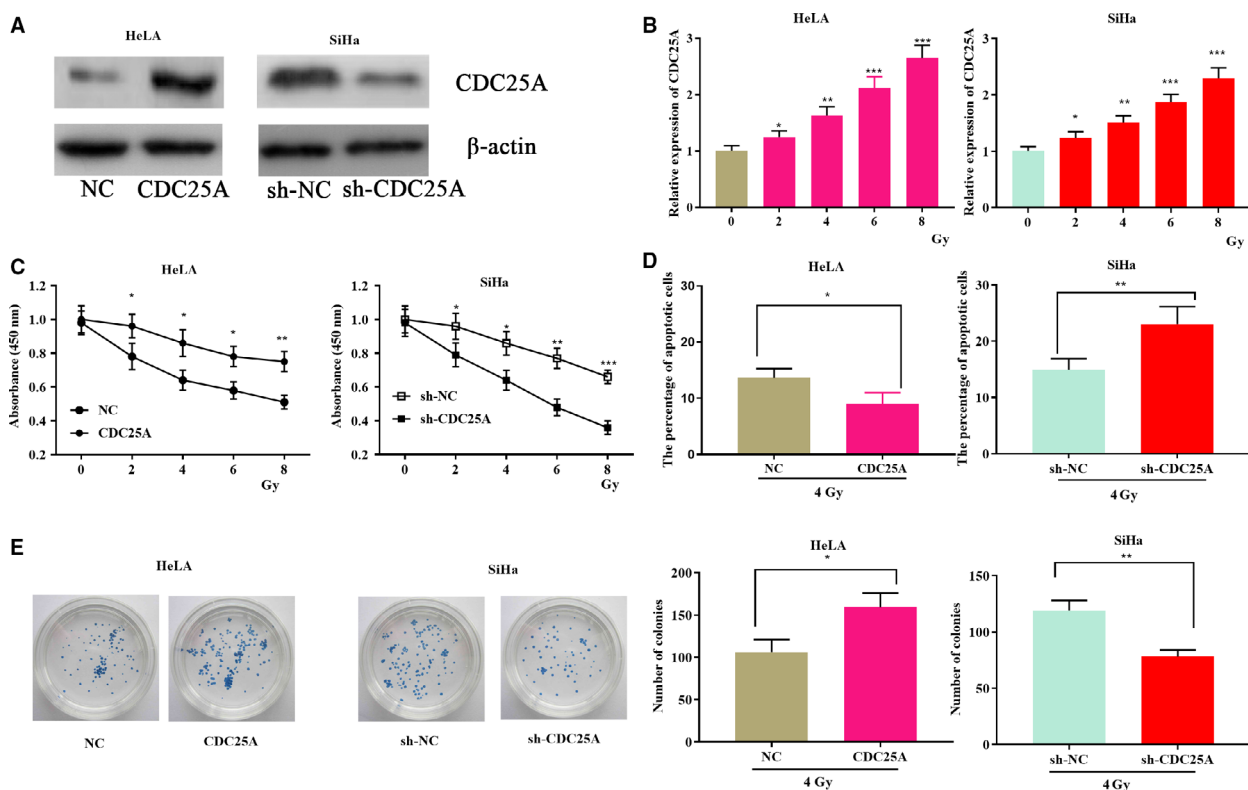 A
HeLA
SiHa
CDC25A
β-actin
NC CDC25A sh-NC sh-CDC25A
B
HeLA
Relative expression of CDC25A
3
2
1
0
*
**
***
***
0 2 4 6 8
Gy
SiHa
Relative expression of CDC25A
3
2
1
0
*
**
***
***
0 2 4 6 8
Gy
C
HeLA
Absorbance (450 nm)
1.2
1.0
0.8
0.6
0.4
0.2
*
*
*
**
NC
CDC25A
0 2 4 6 8
Gy
SiHa
Absorbance (450 nm)
1.2
1.0
0.8
0.6
0.4
0.2
*
*
**
***
sh-NC
sh-CDC25A
0 2 4 6 8
Gy
D
HeLA
The percentage of apoptotic cells
30
20
10
0
*
NC CDC25A
4 Gy
SiHa
The percentage of apoptotic cells
30
20
10
0
**
sh-NC sh-CDC25A
4 Gy
E
HeLA
SiHa
NC CDC25A sh-NC sh-CDC25A
HeLA
Number of colonies
200
150
100
50
0
*
NC CDC25A
4 Gy
SiHa
Number of colonies
150
100
50
0
**
sh-NC sh-CDC25A
4 Gy